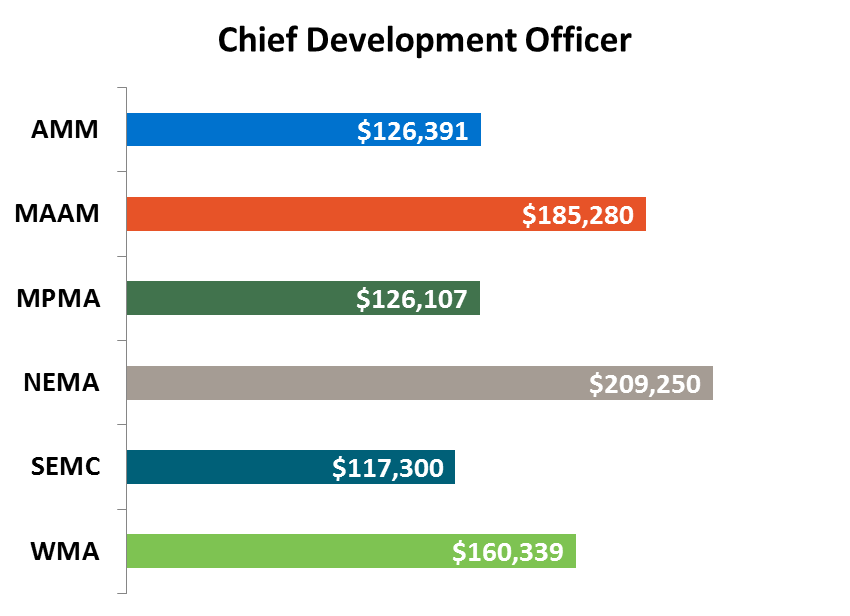 Chief Development Officer
AMM $126,391
MAAM $185,280
MPMA $126,107
NEMA $209,250
SEMC $117,300
WMA $160,339